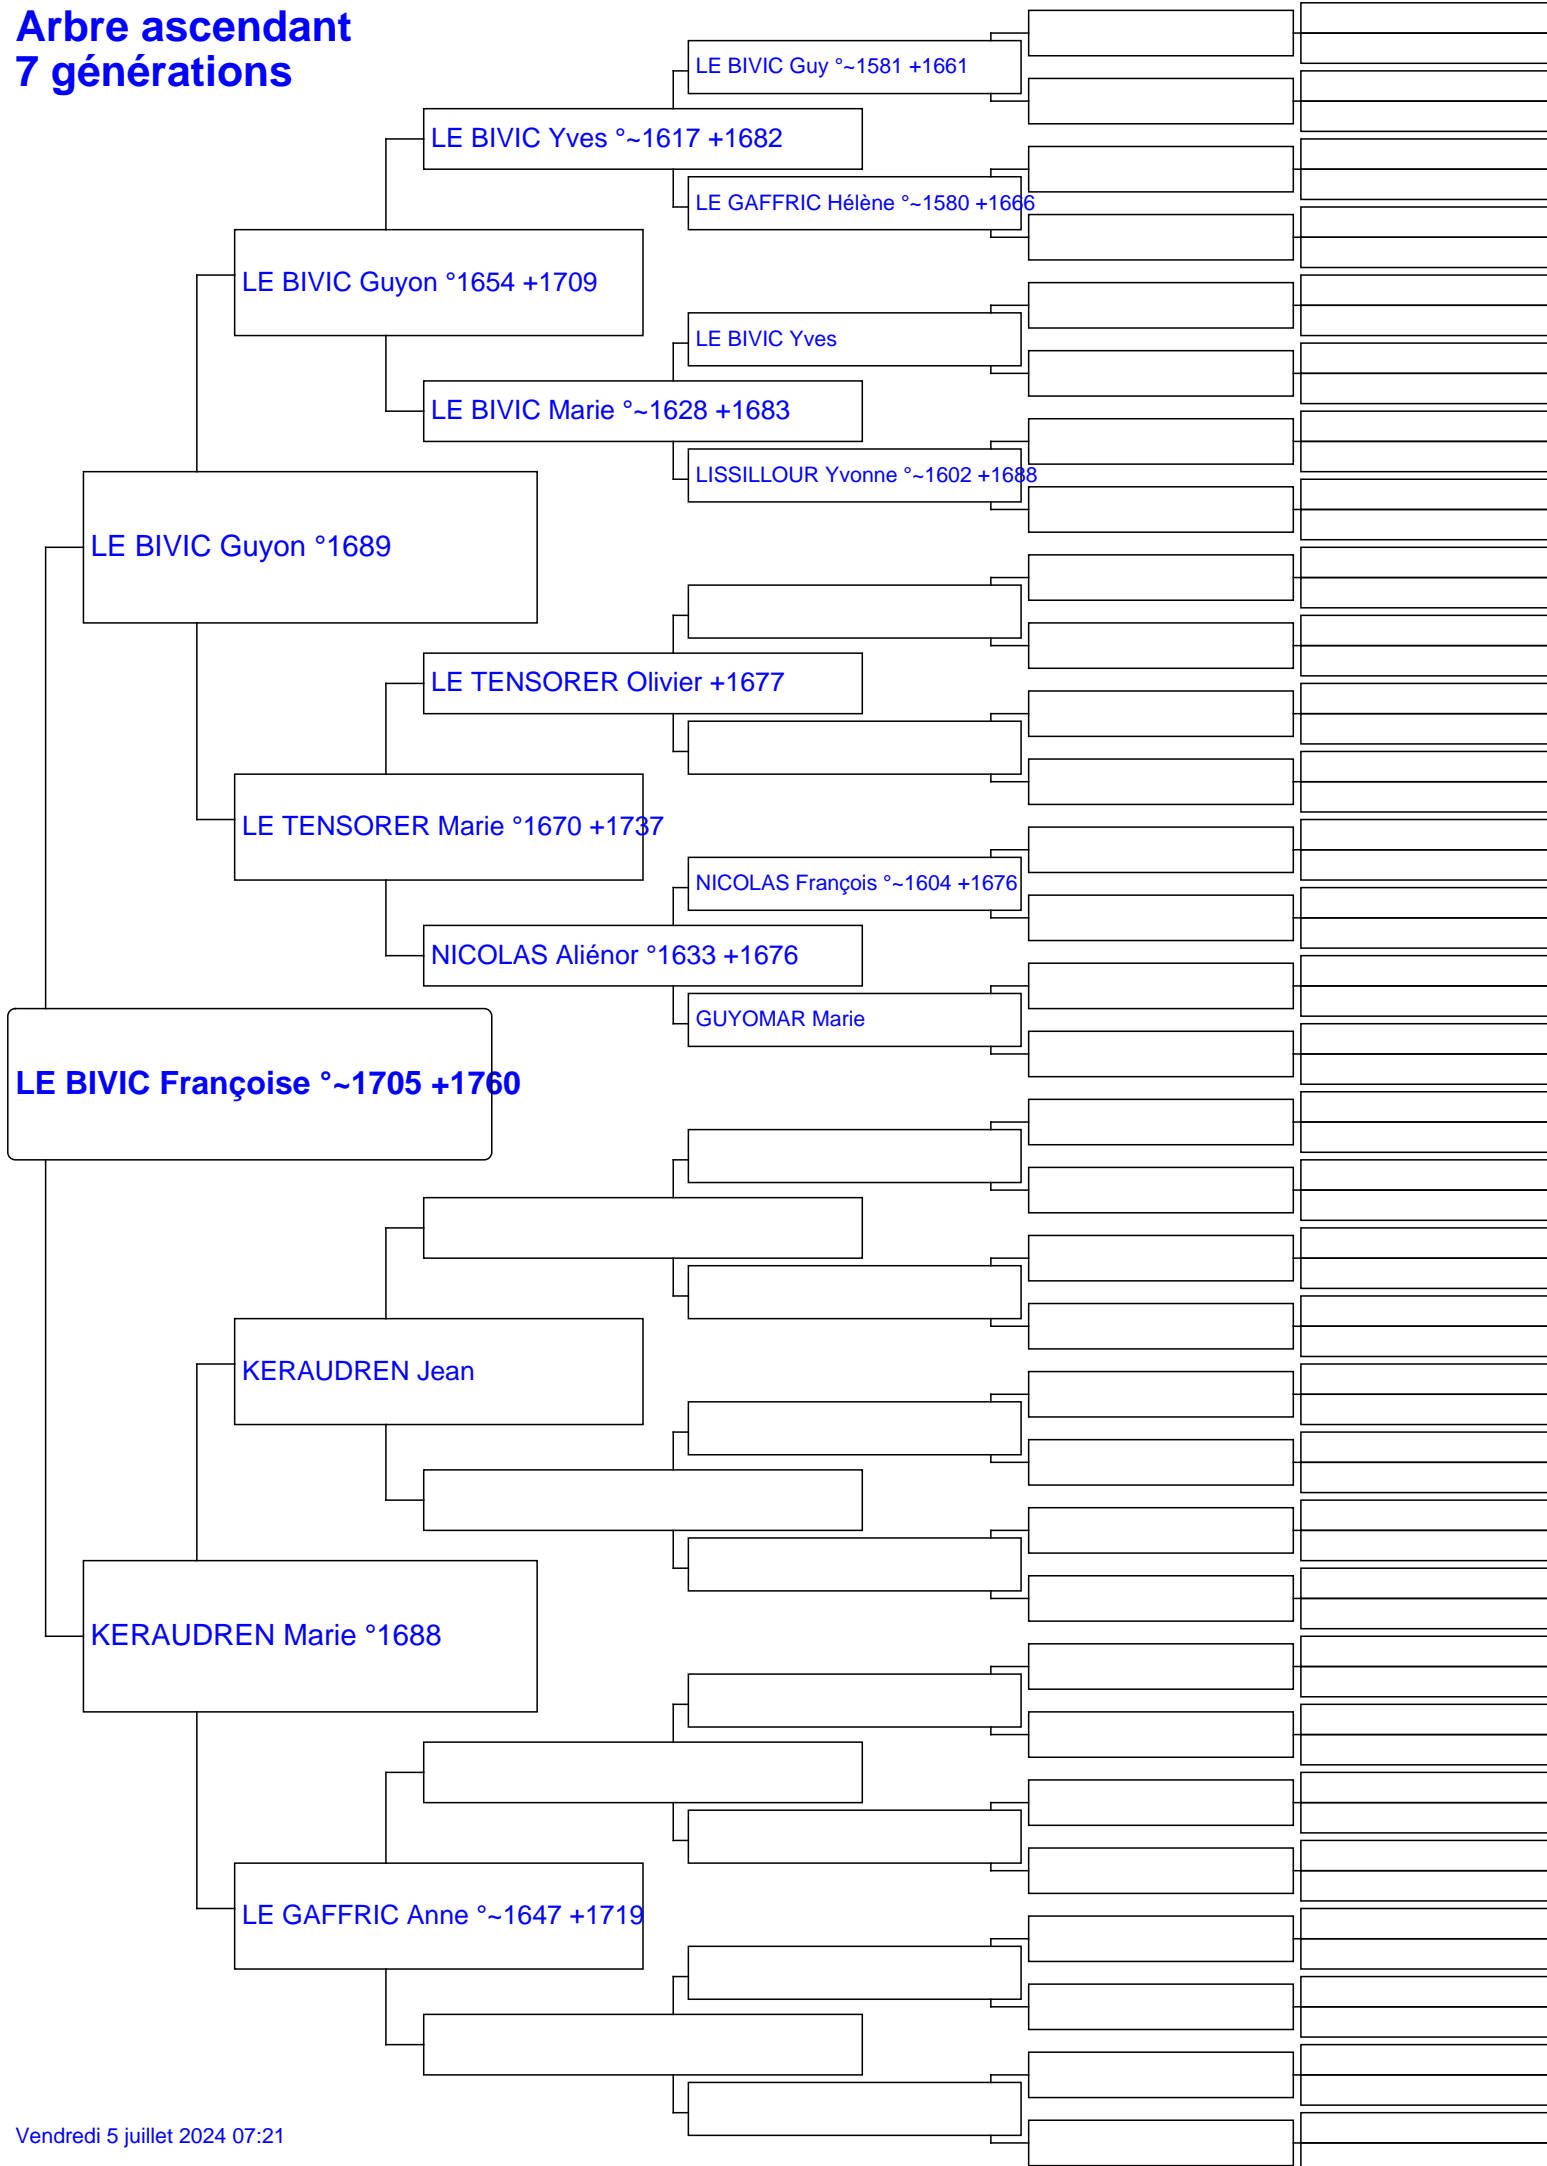 Arbre ascendant
7 générations
LE BIVIC Guy °~1581 +1661
LE BIVIC Yves °~1617 +1682
LE GAFFRIC Hélène °~1580 +1666
LE BIVIC Guyon °1654 +1709
LE BIVIC Yves
LE BIVIC Marie °~1628 +1683
LISSILLOUR Yvonne °~1602 +1688
LE BIVIC Guyon °1689
LE TENSORER Olivier +1677
LE TENSORER Marie °1670 +1737
NICOLAS François °~1604 +1676
NICOLAS Aliénor °1633 +1676
GUYOMAR Marie
LE BIVIC Françoise °~1705 +1760
KERAUDREN Jean
KERAUDREN Marie °1688
LE GAFFRIC Anne °~1647 +1719
Vendredi 5 juillet 2024 07:21